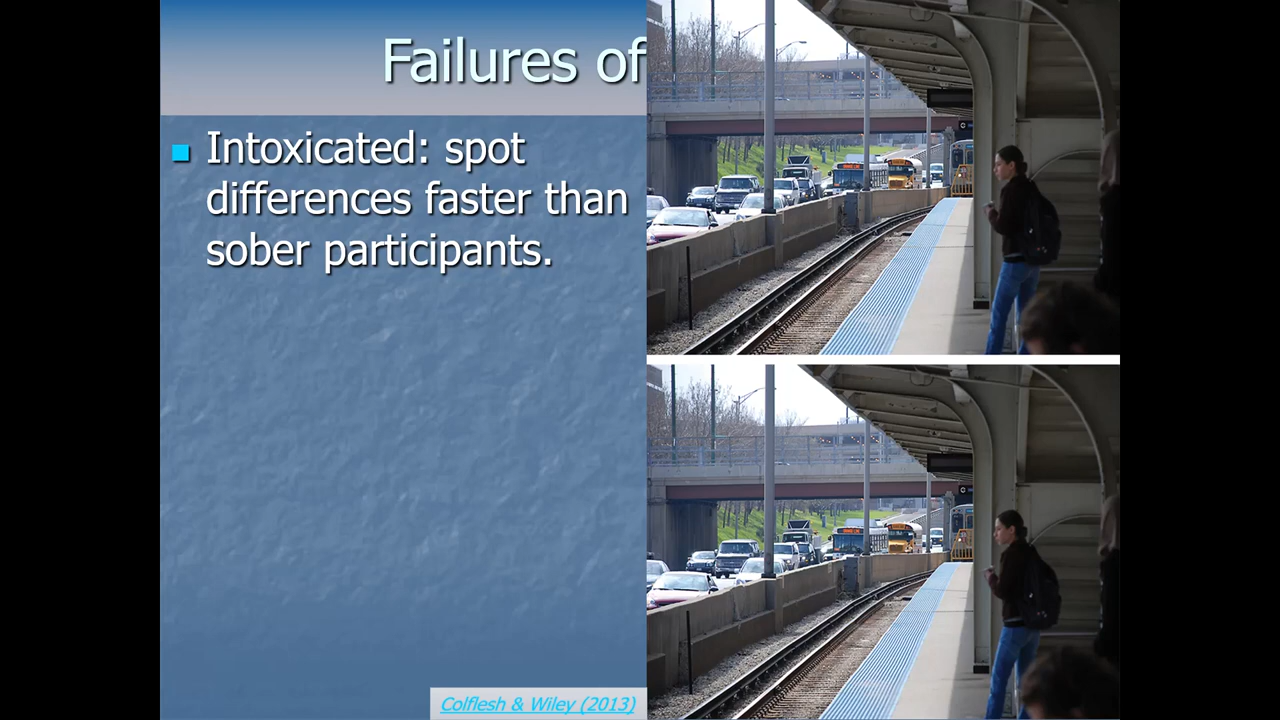 Failures of
Intoxicated: spot
differences faster than
sober participants.
Colflesh & Wiley (2013)